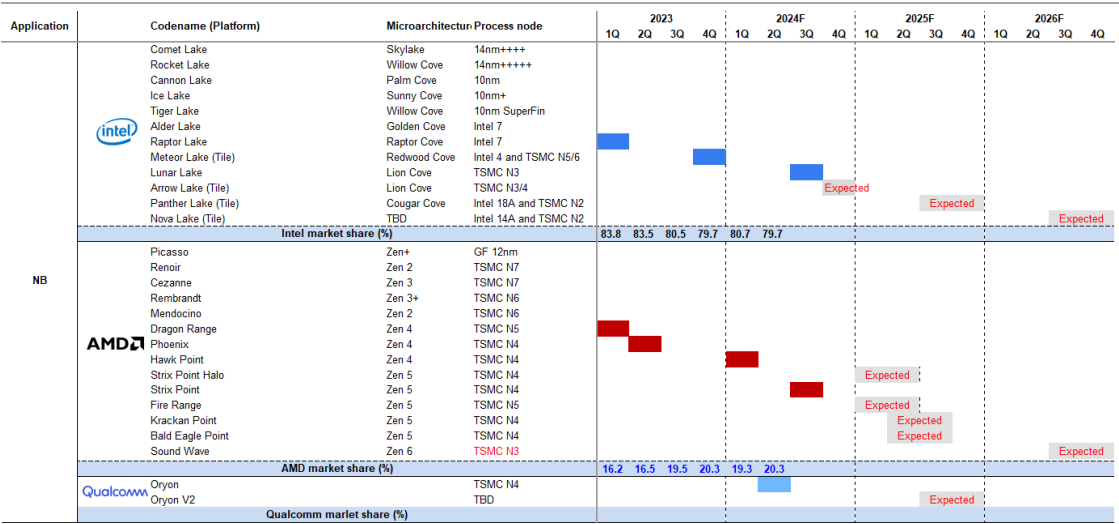 Application Codename (Platform) Microarchitectur Process node 2023 2024F 2025F 2026F
1Q 2Q 3Q 4Q 1Q 2Q 3Q 4Q 1Q 2Q 3Q 4Q 1Q 2Q 3Q 4Q
NB
intel
Comet Lake Skylake 14nm++++
Rocket Lake Willow Cove 14nm+++++
Cannon Lake Palm Cove 10nm
Ice Lake Sunny Cove 10nm+
Tiger Lake Willow Cove 10nm SuperFin
Alder Lake Golden Cove Intel 7
Raptor Lake Raptor Cove Intel 7
Meteor Lake (Tile) Redwood Cove Intel 4 and TSMC N5/6
Lunar Lake Lion Cove TSMC N3
Arrow Lake (Tile) Lion Cove TSMC N3/4 Expected
Panther Lake (Tile) Cougar Cove Intel 18A and TSMC N2 Expected
Nova Lake (Tile) TBD Intel 14A and TSMC N2 Expected
Intel market share (%) 83.8 83.5 80.5 79.7 80.7 79.7
AMD
Picasso Zen+ GF 12nm
Renoir Zen 2 TSMC N7
Cezanne Zen 3 TSMC N7
Rembrandt Zen 3+ TSMC N6
Mendocino Zen 2 TSMC N6
Dragon Range Zen 4 TSMC N5
Phoenix Zen 4 TSMC N4
Hawk Point Zen 4 TSMC N4
Strix Point Halo Zen 5 TSMC N4 Expected
Strix Point Zen 5 TSMC N4
Fire Range Zen 5 TSMC N5 Expected
Krackan Point Zen 5 TSMC N4 Expected
Bald Eagle Point Zen 5 TSMC N4 Expected
Sound Wave Zen 6 TSMC N3 Expected
AMD market share (%) 16.2 16.5 19.5 20.3 19.3 20.3
Qualcomm
Oryon TSMC N4
Oryon V2 TBD Expected
Qualcomm marlet share (%)